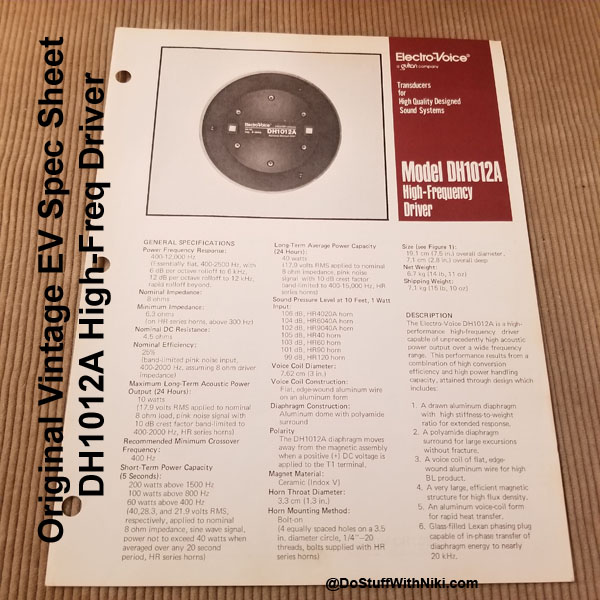 Original Vintage EV Spec Sheet
DH1012A High-Freq Driver
Electro-Voice®
a gulton company
Transducers
for
High Quality Designed
Sound Systems
Model DH1012A
High-Frequency
Driver
Electro-Voice
DH1012A
GENERAL SPECIFICATIONS
Power Frequency Response:
400-12,000 Hz
(Essentially flat, 400-2500 Hz, with
6 dB per octave rolloff to 6 kHz,
12 dB per octave rolloff to 12 kHz,
rapid rolloff beyond.
Nominal Impedance:
8 ohms
Minimum Impedance:
6.3 ohms
(on HR series horns, above 300 Hz)
Nominal DC Resistance:
4.5 ohms
Nominal Efficiency:
25%
(band-limited pink noise input,
400-2000 Hz, assuming 8 ohm driver
impedance)
Maximum Long-Term Acoustic Power
Output (24 Hours):
10 watts
(17.9 volts RMS applied to nominal
8 ohm load, pink noise signal with
10 dB crest factor band-limited to
400-2000 Hz, HR series horns)
Recommended Minimum Crossover
Frequency:
400 Hz
Short-Term Power Capacity
(5 Seconds):
200 watts above 1500 Hz
100 watts above 800 Hz
60 watts above 400 Hz
(40,28.3, and 21.9 volts RMS,
respectively, applied to nominal
8 ohm impedance, sine wave signal,
power not to exceed 40 watts when
averaged over any 20 second
period, HR series horns)
Long-Term Average Power Capacity
(24 Hours):
40 watts
(17.9 volts RMS applied to nominal
8 ohm impedance, pink noise
signal with 10 dB crest factor
band limited to 400-15,000 Hz, HR
series horns)
Sound Pressure Level at 10 Feet, 1 Watt
Input:
108 dB, HR4020A horn
104 dB, HR6040A horn
102 dB, HR9040A horn
105 dB, HR40 horn
103 dB, HR60 horn
101 dB, HR90 horn
99 dB, HR120 horn
Voice Coil Diameter:
7.62 cm (3 in.)
Voice Coil Construction:
Flat, edge-wound aluminum wire
on an aluminum form
Diaphragm Construction:
Aluminum dome with polyamide
surround
Polarity
The DH1012A diaphragm moves
away from the magnetic assembly
when a positive (+) DC voltage is
applied to the T1 terminal.
Magnet Material:
Ceramic (Indox V)
Horn Throat Diameter:
3.3 cm (1.3 in.)
Horn Mounting Method:
Bolt-on
(4 equally spaced holes on a 3.5
in. diameter circle, 1/4"-20
threads, bolts supplied with HR
series horns)
Size (see Figure 1):
19.1 cm (7.5 in.) overall diameter,
7.1 cm (2.8 in.) overall deep
Net Weight:
6.7 kg (14 lb, 11 oz)
Shipping Weight:
7.1 kg (15 lb, 10 oz)
DESCRIPTION
The Electro-Voice DH1012A is a high-
performance high-frequency driver
capable of unprecedently high acoustic
power output over a wide frequency
range. This performance results from a
combination of high conversion
efficiency and high power handling
capacity, attained through design which
includes:
1. A drawn aluminum diaphragm
with high stiffness-to-weight
ratio for extended response.
2. A polyamide diaphragm
surround for large excursions
without fracture.
3. A voice coil of flat, edge-
wound aluminum wire for high
BL product.
4. A very large, efficient magnetic
structure for high flux density.
5. An aluminum voice-coil form
for rapid heat transfer.
6. Glass-filled Lexan phasing plug
capable of in-phase transfer of
diaphragm energy to nearly
20 kHz.
@DoStuffWithNiki.com